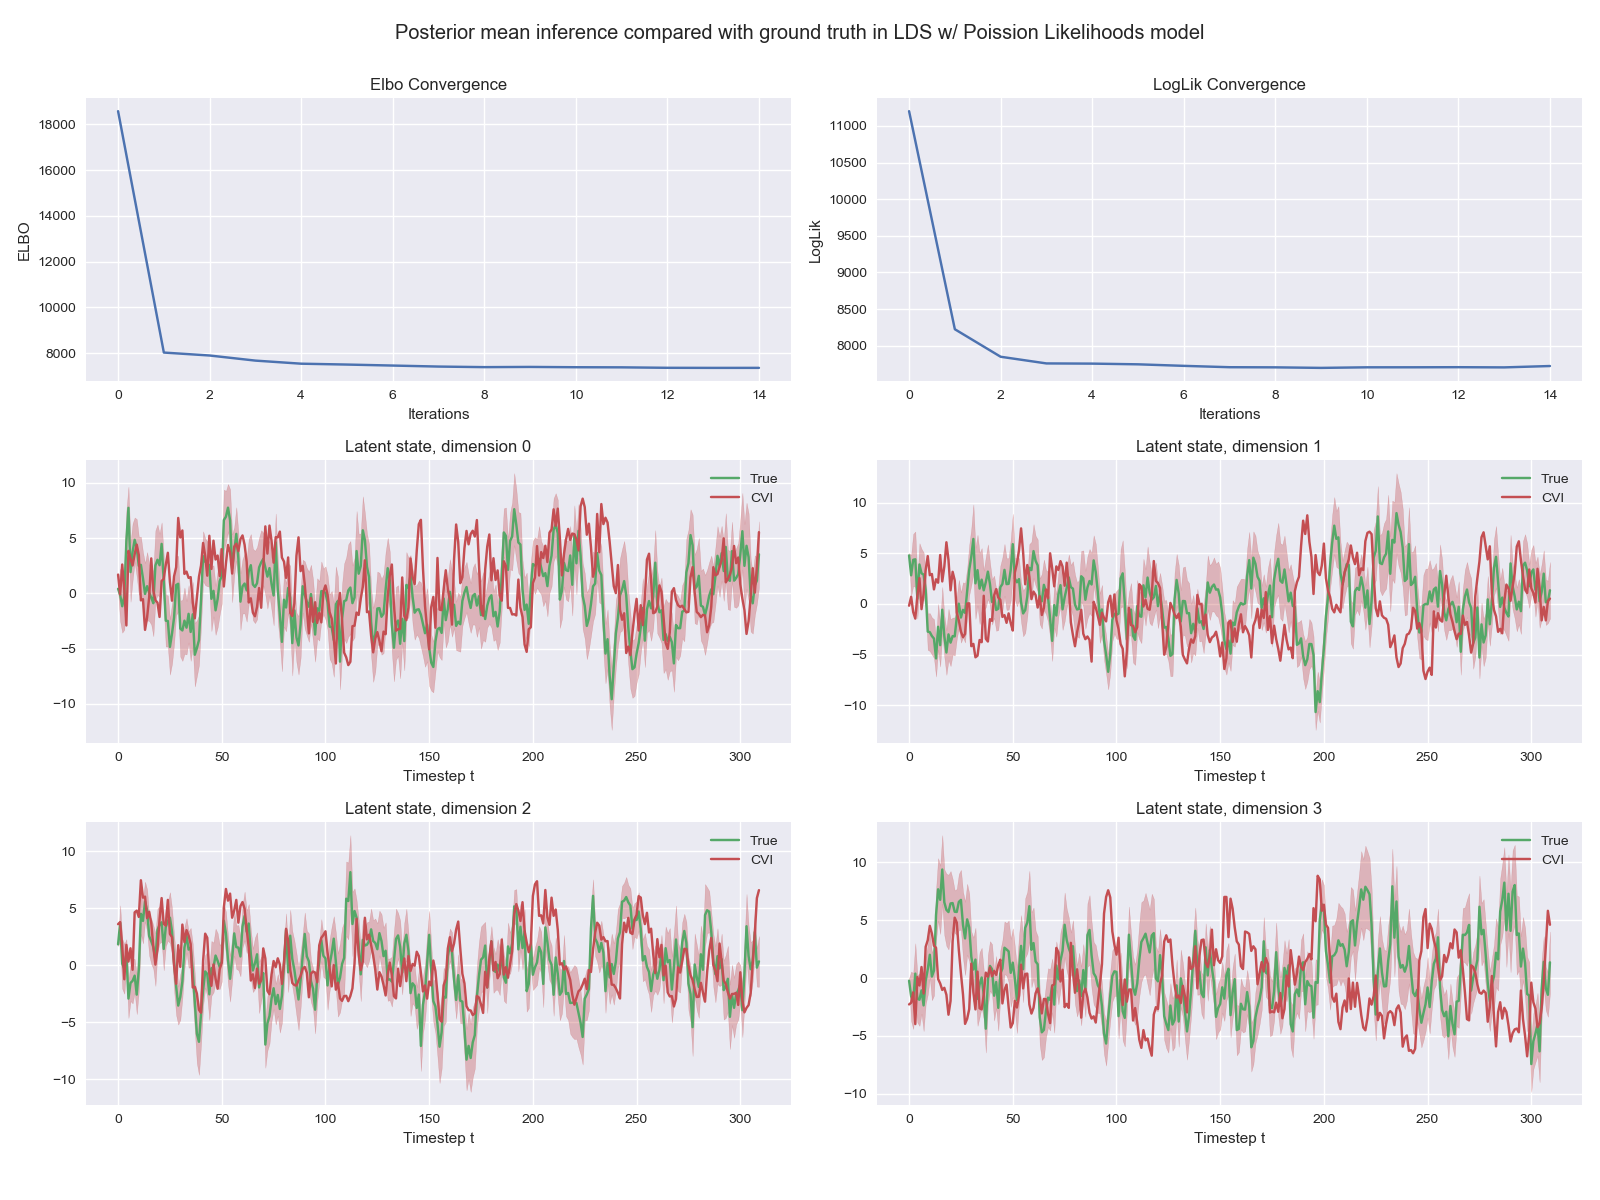 Posterior mean inference compared with ground truth in LDS w/ Poission Likelihoods model
Elbo Convergence
18000
16000
14000
12000
10000
8000
ELBO
0 2 4 6 8 10 12 14
Iterations
LogLik Convergence
11000
10500
10000
9500
9000
8500
8000
LogLik
0 2 4 6 8 10 12 14
Iterations
Latent state, dimension 0
True
CVI
10
5
0
−5
−10
0 50 100 150 200 250 300
Timestep t
Latent state, dimension 1
True
CVI
10
5
0
−5
−10
0 50 100 150 200 250 300
Timestep t
Latent state, dimension 2
True
CVI
10
5
0
−5
−10
0 50 100 150 200 250 300
Timestep t
Latent state, dimension 3
True
CVI
10
5
0
−5
−10
0 50 100 150 200 250 300
Timestep t